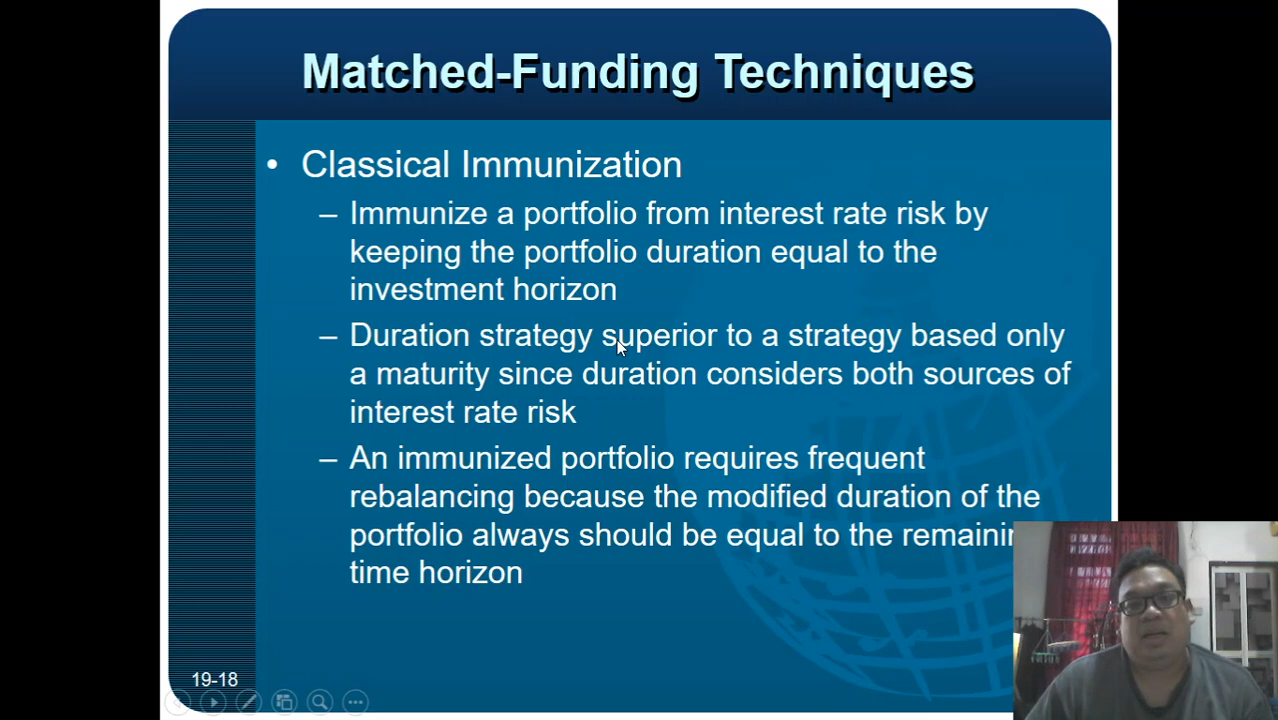 Matched-Funding Techniques
• Classical Immunization
– Immunize a portfolio from interest rate risk by
keeping the portfolio duration equal to the
investment horizon
– Duration strategy superior to a strategy based only
a maturity since duration considers both sources of
interest rate risk
– An immunized portfolio requires frequent
rebalancing because the modified duration of the
portfolio always should be equal to the
time horizon
19-18